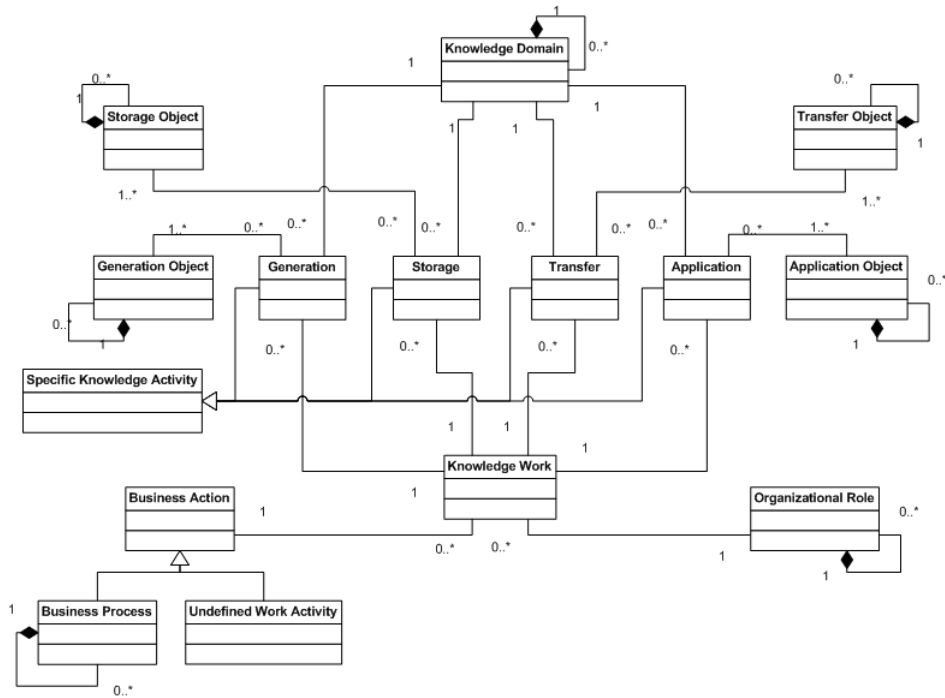 1
Knowledge Domain
0..*
1
0..*
1
Storage Object
1
1
1
0..*
Transfer Object
1
1..*
1..*
1..*
0..*
0..*
0..*
0..*
0..*
0..*
0..*
0..*
1..*
Generation Object
Generation
Storage
Transfer
Application
Application Object
0..*
0..*
1
0..*
0..*
0..*
0..*
1
Specific Knowledge Activity
1
1
1
Knowledge Work
1
Business Action
1
Organizational Role
0..*
0..*
0..*
1
1
1
Business Process
Undefined Work Activity
0..*